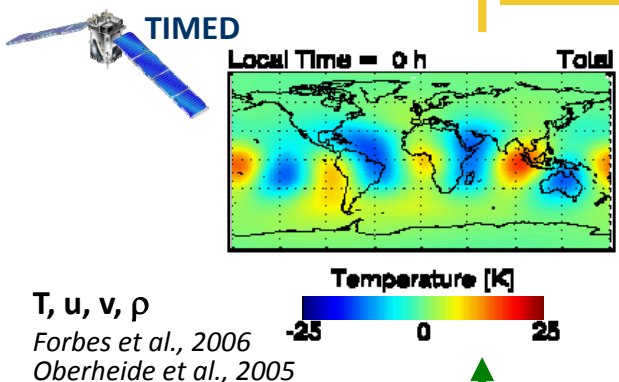 TIMED
Local Time = 0 h Total
Temperature [K]
-25 0 25
T, u, v, ρ
Forbes et al., 2006
Oberheide et al., 2005